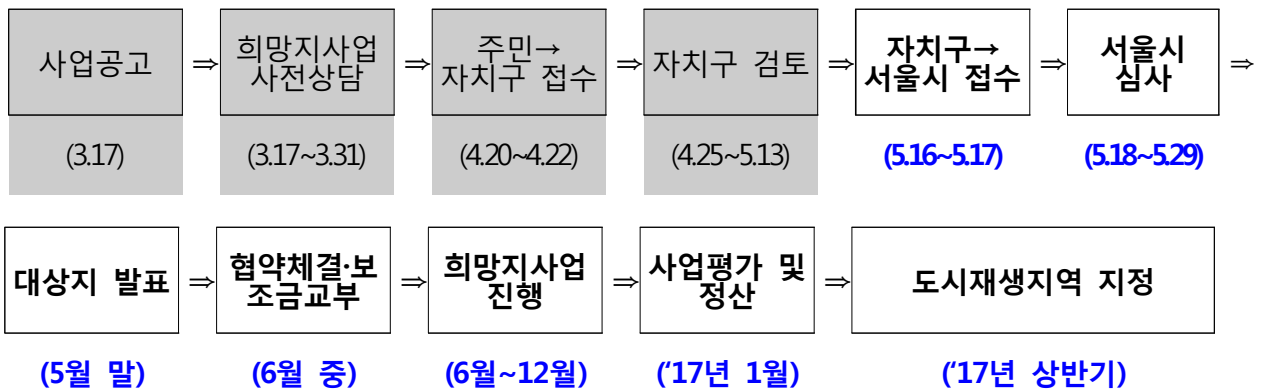 사업공고 ⇒ 희망지사업 사전상담 ⇒ 주민→ 자치구 접수 ⇒ 자치구 검토 ⇒ 자치구→ 서울시 접수 ⇒ 서울시 심사 ⇒
(3.17) (3.17~3.31) (4.20~4.22) (4.25~5.13) (5.16~5.17) (5.18~5.29)
대상지 발표 ⇒ 협약체결·보조금교부 ⇒ 희망지사업 진행 ⇒ 사업평가 및 정산 ⇒ 도시재생지역 지정
(5월 말) (6월 중) (6월~12월) (‘17년 1월) (‘17년 상반기)